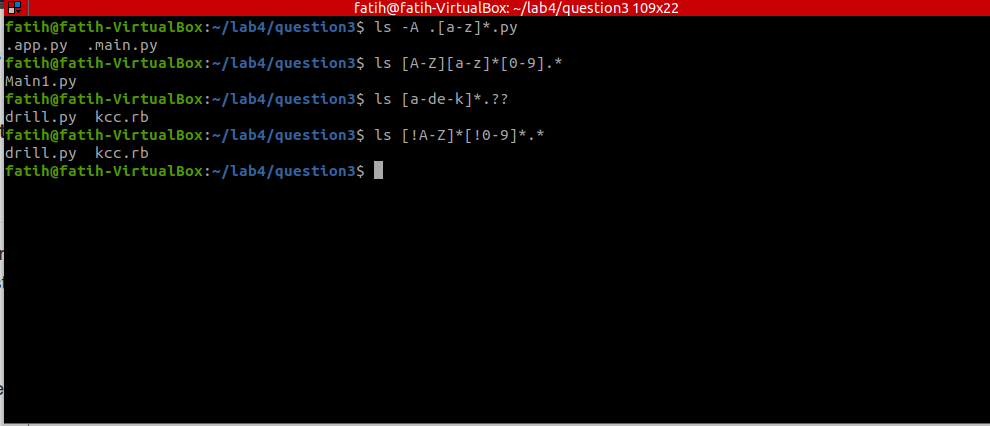 fatih@fatih-VirtualBox: ~/lab4/question3 109x22
fatih@fatih-VirtualBox:~/lab4/question3$ ls -A .[a-z]*.py
.app.py  .main.py
fatih@fatih-VirtualBox:~/lab4/question3$ ls [A-Z][a-z]*[0-9].*
Main1.py
fatih@fatih-VirtualBox:~/lab4/question3$ ls [a-de-k]*.??
drill.py  kcc.rb
fatih@fatih-VirtualBox:~/lab4/question3$ ls [!A-Z]*[!0-9]*.*
drill.py  kcc.rb
fatih@fatih-VirtualBox:~/lab4/question3$